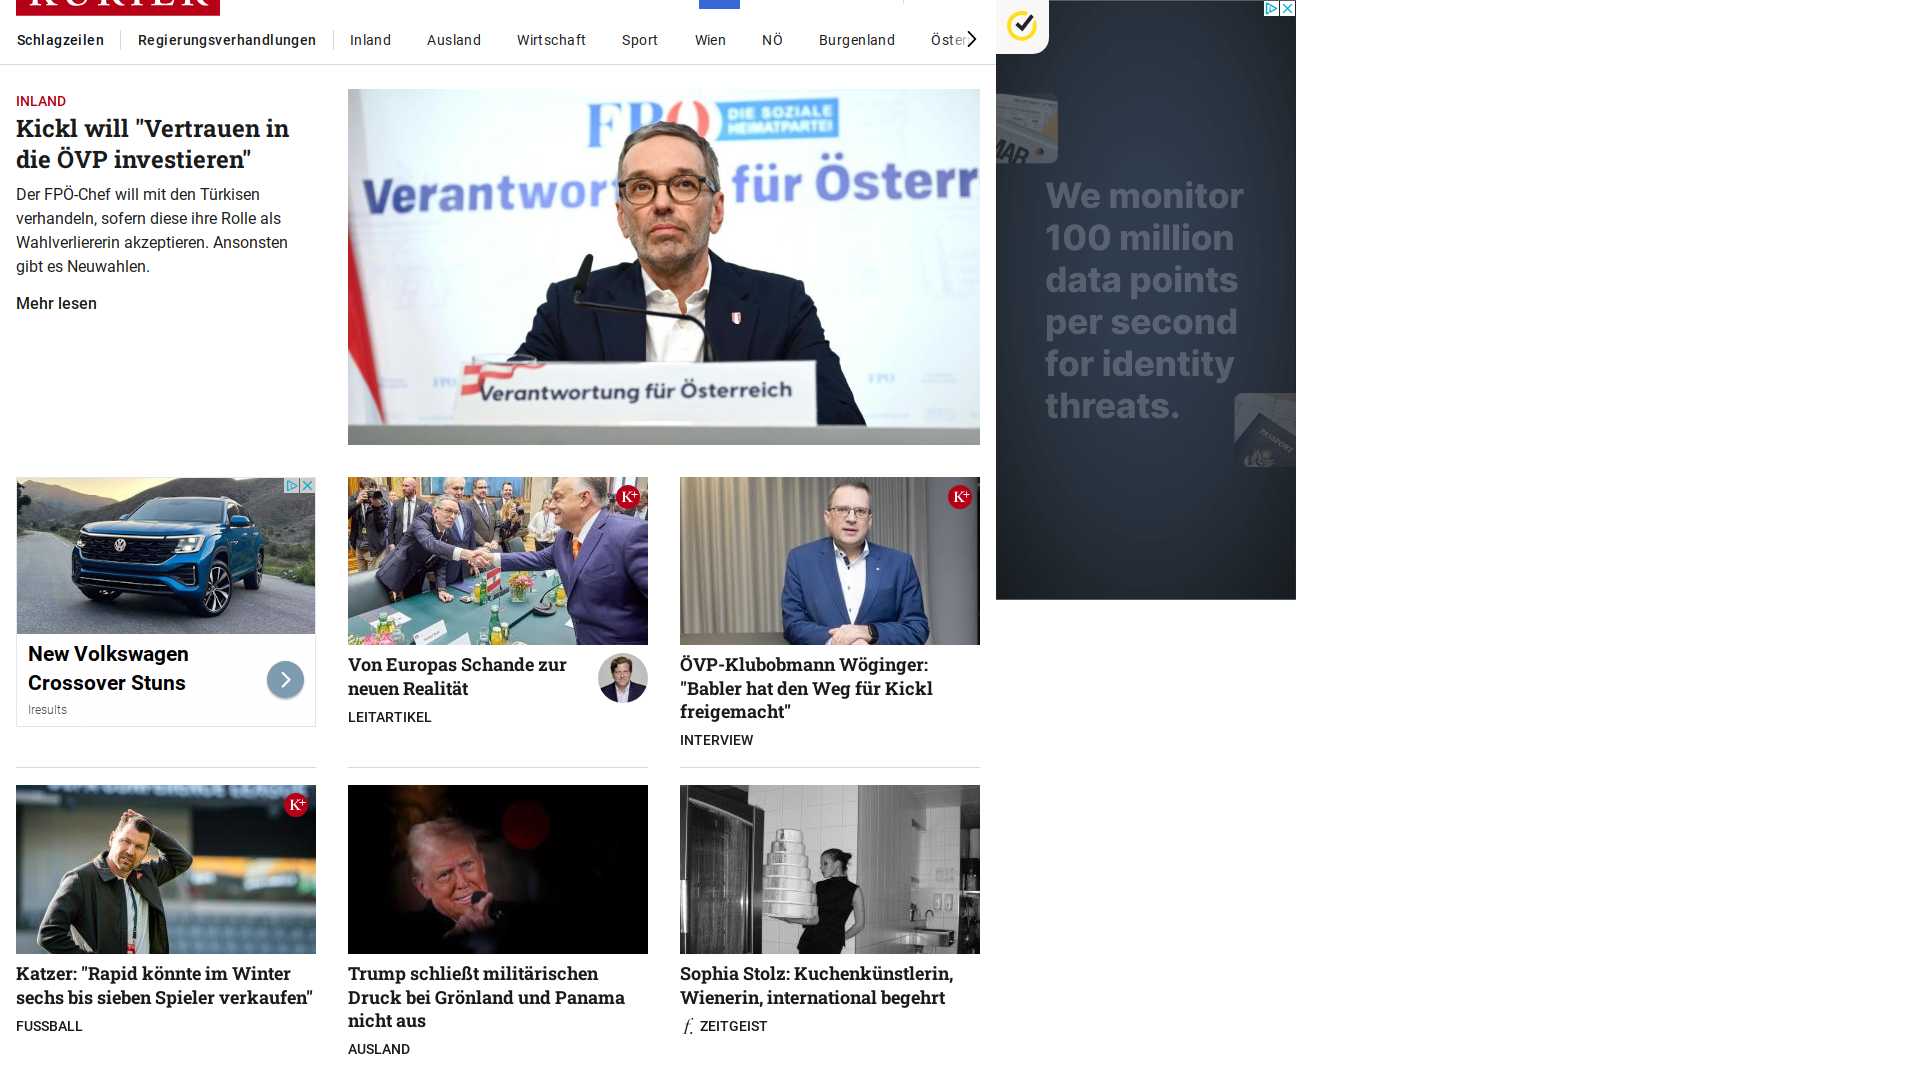 KURIER
Schlagzeilen
Regierungsverhandlungen
Inland
Ausland
Wirtschaft
Sport
Wien
NÖ
Burgenland
Öster
INLAND
Kickl will "Vertrauen in
die ÖVP investieren"
Der FPÖ-Chef will mit den Türkisen
verhandeln, sofern diese ihre Rolle als
Wahlverliererin akzeptieren. Ansonsten
gibt es Neuwahlen.
Mehr lesen
FPÖ
DIE SOZIALE
HEIMATPARTEI
Verantwort für Österr
Verantwortung für Österreich
FPÖ
FPÖ
MAR
We monitor
100 million
data points
per second
for identity
threats.
PASSPORT
New Volkswagen
Crossover Stuns
Iresults
K+
Von Europas Schande zur
neuen Realität
LEITARTIKEL
K+
ÖVP-Klubobmann Wöginger:
"Babler hat den Weg für Kickl
freigemacht"
INTERVIEW
K+
Katzer: "Rapid könnte im Winter
sechs bis sieben Spieler verkaufen"
FUSSBALL
Trump schließt militärischen
Druck bei Grönland und Panama
nicht aus
AUSLAND
Sophia Stolz: Kuchenkünstlerin,
Wienerin, international begehrt
f. ZEITGEIST